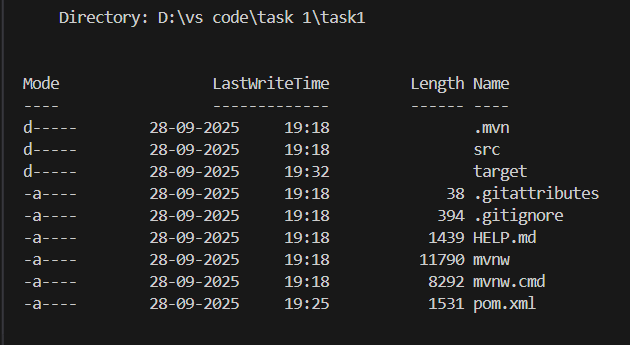 Directory: D:\vs code\task 1\task1
Mode LastWriteTime Length Name
---- ------------- ------ ----
d----- 28-09-2025 19:18 .mvn
d----- 28-09-2025 19:18 src
d----- 28-09-2025 19:32 target
-a---- 28-09-2025 19:18 38 .gitattributes
-a---- 28-09-2025 19:18 394 .gitignore
-a---- 28-09-2025 19:18 1439 HELP.md
-a---- 28-09-2025 19:18 11790 mvnw
-a---- 28-09-2025 19:18 8292 mvnw.cmd
-a---- 28-09-2025 19:25 1531 pom.xml